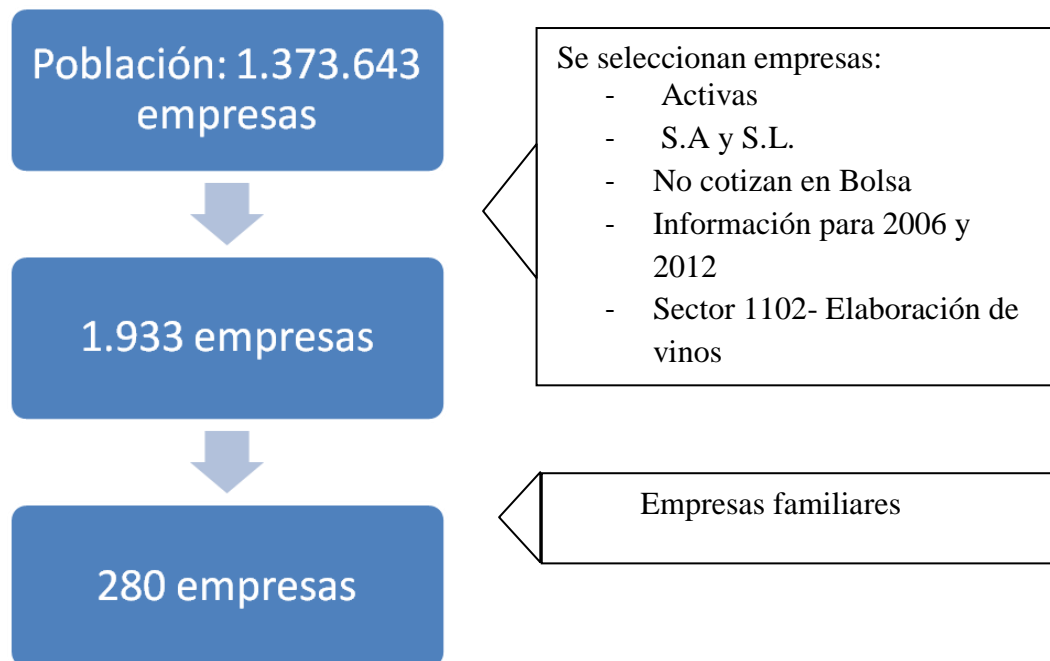 Población: 1.373.643
empresas
Se seleccionan empresas:
- Activas
- S.A y S.L.
- No cotizan en Bolsa
- Información para 2006 y
2012
- Sector 1102- Elaboración de
vinos
1.933 empresas
Empresas familiares
280 empresas